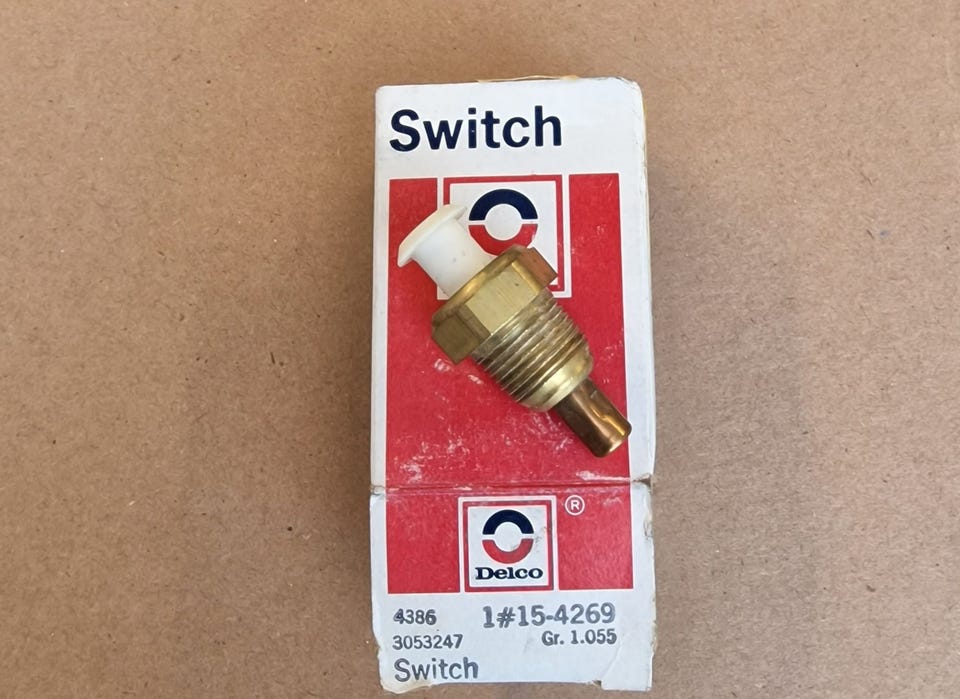 Switch
®
Delco
4386 1#15-4269
3053247 Gr. 1.055
Switch